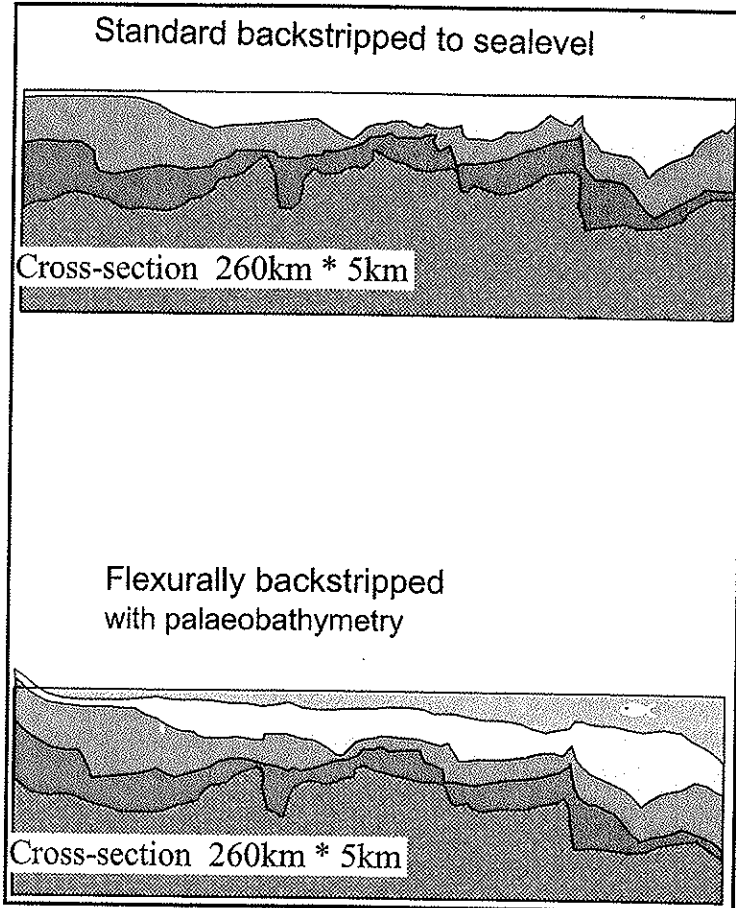 Standard backstripped to sealevel
Cross-section 260km * 5km
Flexurally backstripped
with palaeobathymetry
Cross-section 260km * 5km